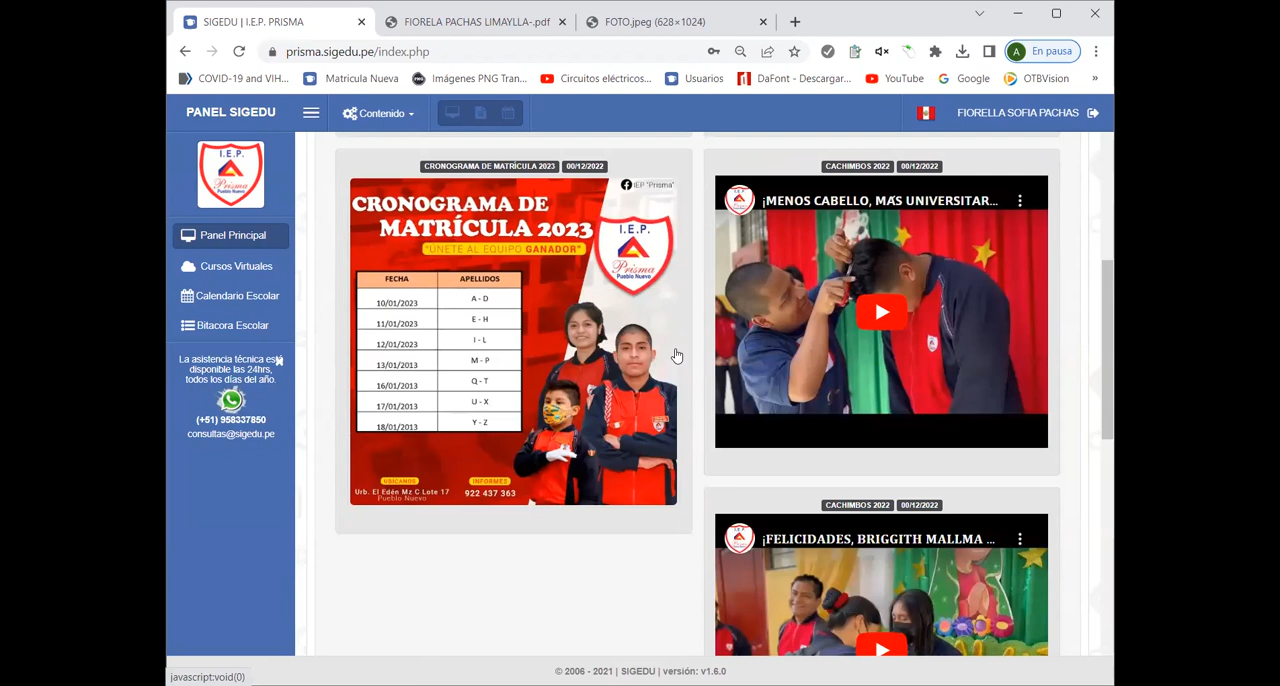 SIGEDU | I.E.P. PRISMA
FIORELA PACHAS LIMAYLLA-.pdf
FOTO.jpeg (628×1024)
prisma.sigedu.pe/index.php
A
En pausa
COVID-19 and VIH...
Matricula Nueva
Imágenes PNG Tran...
Circuitos eléctricos...
Usuarios
DaFont - Descargar...
YouTube
Google
OTBVision
»
PANEL SIGEDU
Contenido
FIORELLA SOFIA PACHAS
I.E.P.
Prisma
Pueblo Nuevo
Panel Principal
Cursos Virtuales
Calendario Escolar
Bitacora Escolar
La asistencia técnica está
disponible las 24hrs,
todos los días del año.
(+51) 958337850
consultas@sigedu.pe
CRONOGRAMA DE MATRÍCULA 2023
00/12/2022
IEP "Prisma"
CRONOGRAMA DE
MATRÍCULA 2023
"ÚNETE AL EQUIPO GANADOR"
I.E.P.
Prisma
Pueblo Nuevo
FECHA APELLIDOS
10/01/2023 A - D
11/01/2023 E - H
12/01/2023 I - L
13/01/2023 M - P
16/01/2023 Q - T
17/01/2023 U - X
18/01/2013 Y - Z
UBÍCANOS
Urb. El Edén Mz C Lote 17
Pueblo Nuevo
INFORMES
922 437 363
CACHIMBOS 2022
00/12/2022
¡MENOS CABELLO, MÁS UNIVERSITAR...
CACHIMBOS 2022
00/12/2022
¡FELICIDADES, BRIGGITH MALLMA ...
© 2006 - 2021 | SIGEDU | versión: v1.6.0
javascript:void(0)